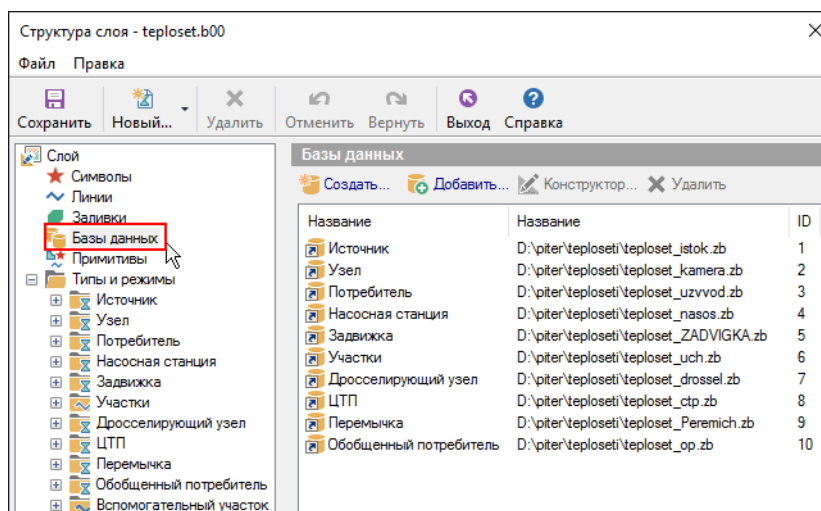 Структура слоя - teploset.b00
Файл Правка
Сохранить Новый... Удалить Отменить Вернуть Выход Справка
Слой
Символы
Линии
Заливки
Базы данных
Примитивы
Типы и режимы
Источник
Узел
Потребитель
Насосная станция
Задвижка
Участки
Дросселирующий узел
ЦТП
Перемычка
Обобщенный потребитель
Вспомогательный участок
Базы данных
Создать... Добавить... Конструктор... Удалить
Название Название ID
Источник D:\piter\teploseti\teploset_istok.zb 1
Узел D:\piter\teploseti\teploset_kamera.zb 2
Потребитель D:\piter\teploseti\teploset_uzvvod.zb 3
Насосная станция D:\piter\teploseti\teploset_nasos.zb 4
Задвижка D:\piter\teploseti\teploset_ZADVIGKA.zb 5
Участки D:\piter\teploseti\teploset_uch.zb 6
Дросселирующий узел D:\piter\teploseti\teploset_drossel.zb 7
ЦТП D:\piter\teploseti\teploset_ctp.zb 8
Перемычка D:\piter\teploseti\teploset_Peremich.zb 9
Обобщенный потребитель D:\piter\teploseti\teploset_op.zb 10